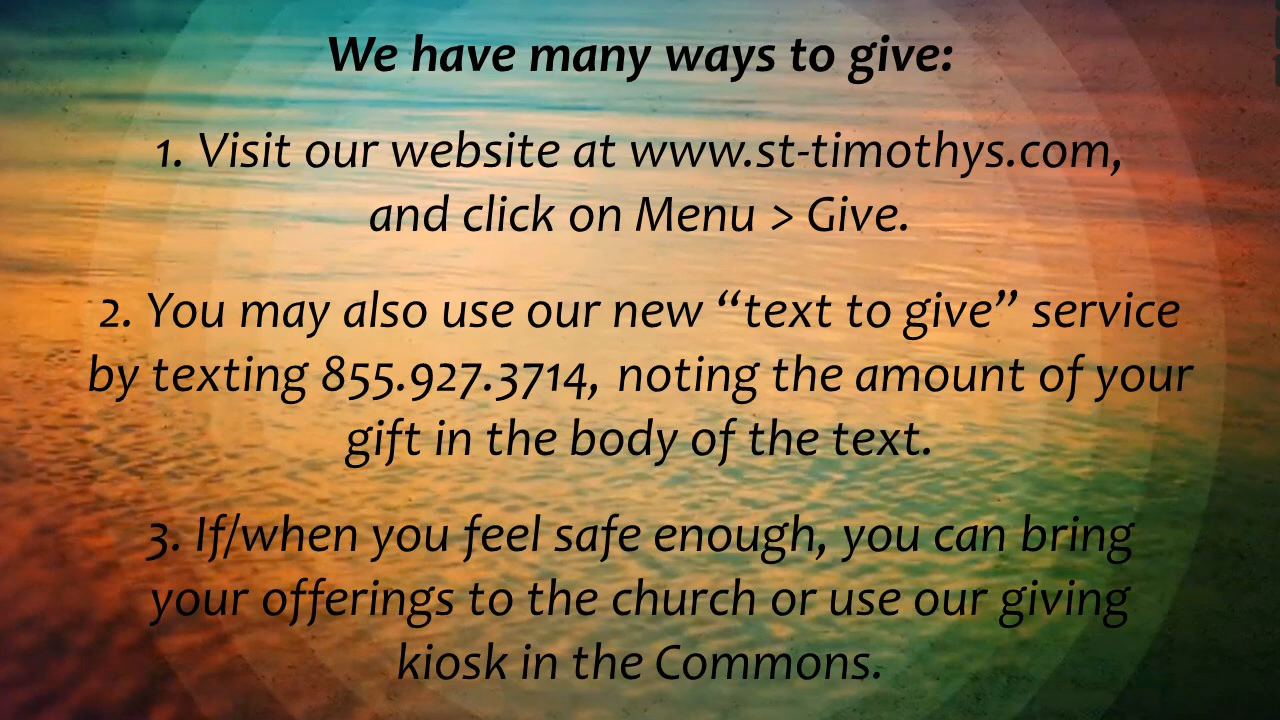 We have many ways to give:
1. Visit our website at www.st-timothys.com,
and click on Menu > Give.
2. You may also use our new “text to give” service
by texting 855.927.3714, noting the amount of your
gift in the body of the text.
3. If/when you feel safe enough, you can bring
your offerings to the church or use our giving
kiosk in the Commons.